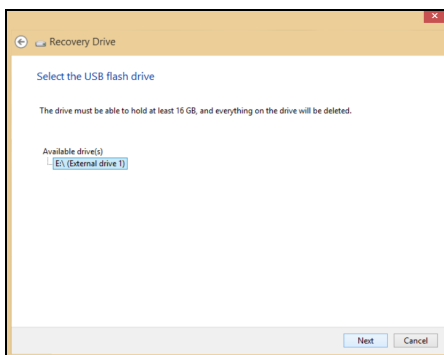 Recovery Drive
Select the USB flash drive
The drive must be able to hold at least 16 GB, and everything on the drive will be deleted.
Available drive(s)
E:\ (External drive 1)
Next Cancel